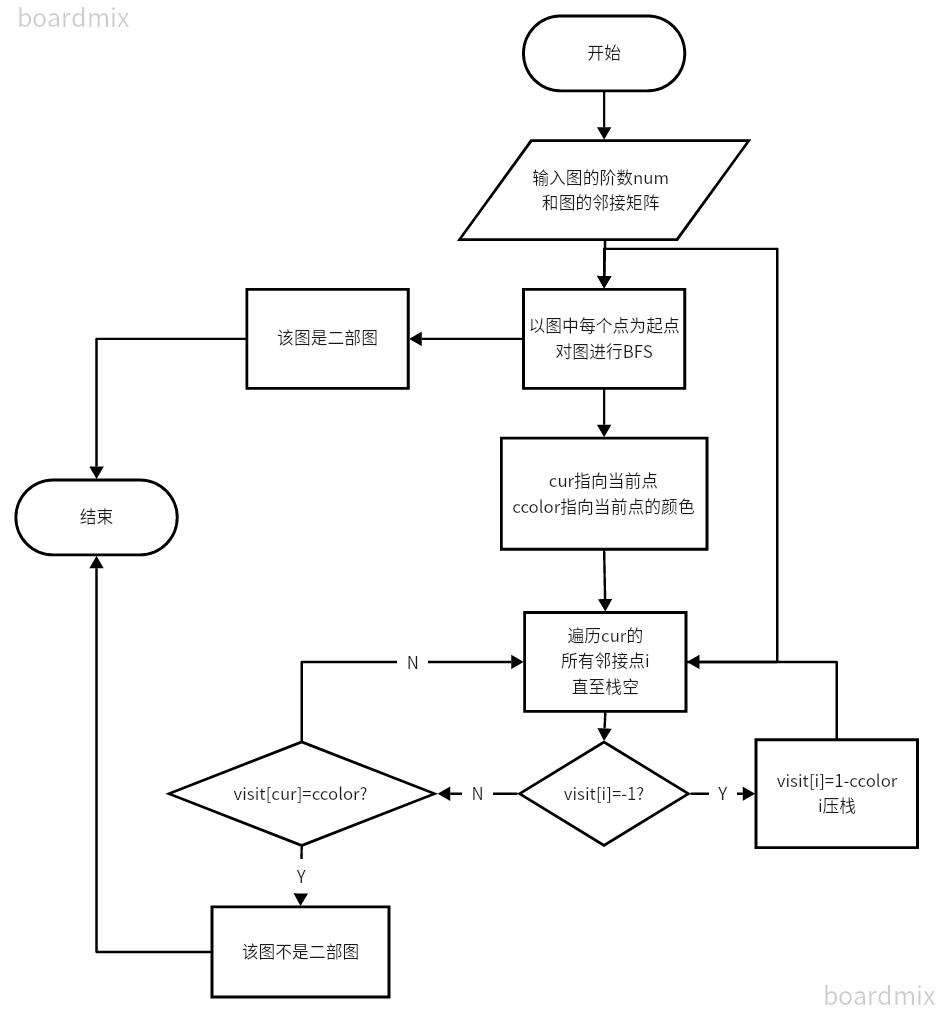 boardmix
开始
输入图的阶数num
和图的邻接矩阵
该图是二部图
以图中每个点为起点
对图进行BFS
cur指向当前点
ccolor指向当前点的颜色
结束
遍历cur的
所有邻接点i
直至栈空
N
visit[cur]=ccolor?
N
visit[i]=-1?
Y
visit[i]=1-ccolor
i压栈
Y
该图不是二部图
boardmix